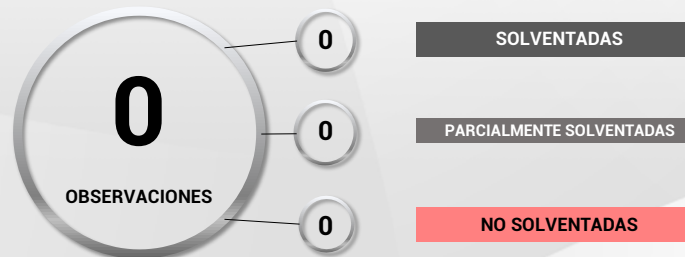 0
OBSERVACIONES
0
SOLVENTADAS
0
PARCIALMENTE SOLVENTADAS
0
NO SOLVENTADAS